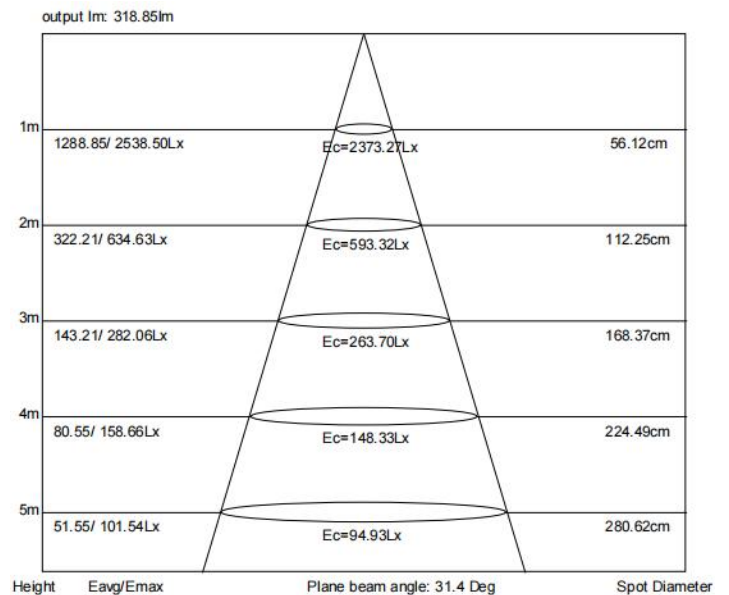 output lm: 318.85lm
1m
1288.85/ 2538.50Lx
Ec=2373.27Lx
56.12cm
2m
322.21/ 634.63Lx
Ec=593.32Lx
112.25cm
3m
143.21/ 282.06Lx
Ec=263.70Lx
168.37cm
4m
80.55/ 158.66Lx
Ec=148.33Lx
224.49cm
5m
51.55/ 101.54Lx
Ec=94.93Lx
280.62cm
Height Eavg/Emax Plane beam angle: 31.4 Deg Spot Diameter